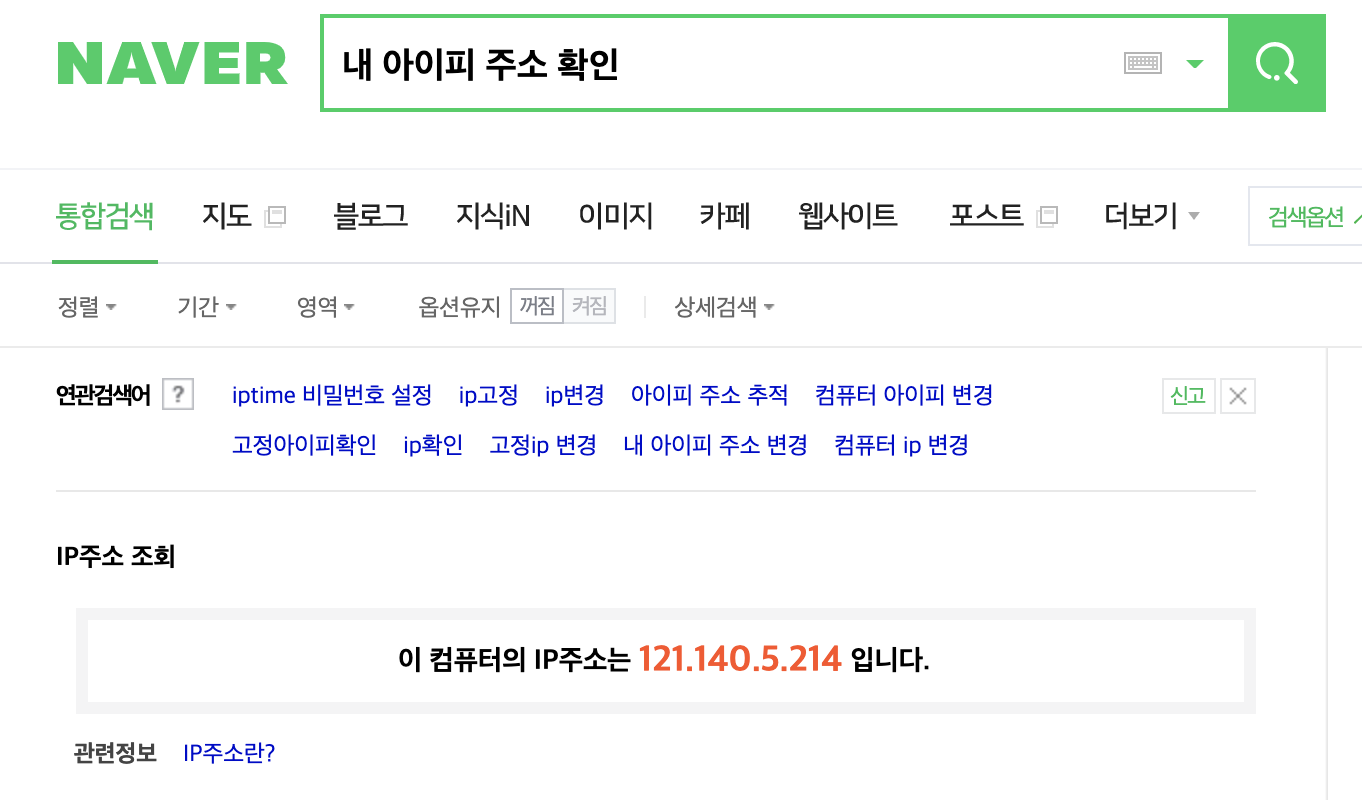 NAVER 내 아이피 주소 확인
통합검색 지도 블로그 지식iN 이미지 카페 웹사이트 포스트 더보기 검색옵션
정렬 기간 영역 옵션유지 꺼짐 켜짐 상세검색
연관검색어 ? iptime 비밀번호 설정 ip고정 ip변경 아이피 주소 추적 컴퓨터 아이피 변경 신고
고정아이피확인 ip확인 고정ip 변경 내 아이피 주소 변경 컴퓨터 ip 변경
IP주소 조회
이 컴퓨터의 IP주소는 121.140.5.214 입니다.
관련정보 IP주소란?